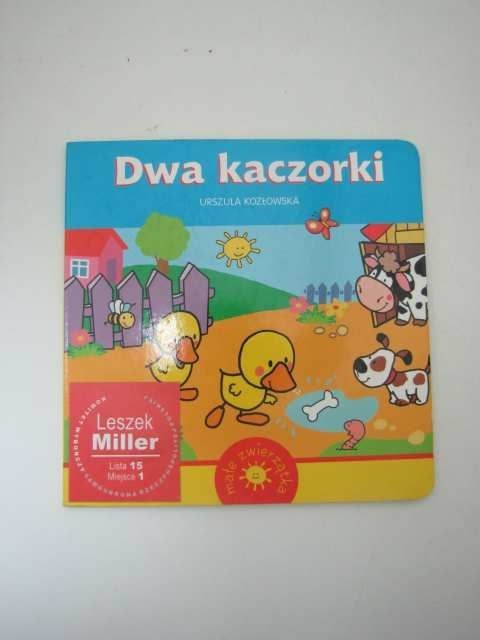 Dwa kaczorki
URSZULA KOZŁOWSKA
Leszek
Miller
Lista 15
Miejsce 1
małe zwierzątka